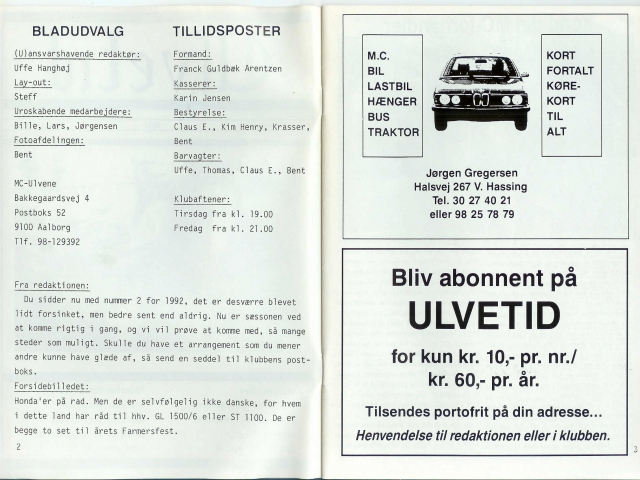 BLADUDVALG
(U)ansvarshavende redaktør:
Uffe Hanghøj
Lay-out:
Steff
Uroskabende medarbejdere:
Bille, Lars, Jørgensen
Fotoafdelingen:
Bent
MC-Ulvene
Bakkegaardsvej 4
Postboks 52
9100 Aalborg
Tlf. 98-129392
TILLIDSPOSTER
Formand:
Franck Guldbæk Arentzen
Kasserer:
Karin Jensen
Bestyrelse:
Claus E., Kim Henry, Krasser,
Bent
Barvagter:
Uffe, Thomas, Claus E., Bent
Klubaftener:
Tirsdag fra kl. 19.00
Fredag fra kl. 21.00
Fra redaktionen:
Du sidder nu med nummer 2 for 1992, det er desværre blevet
lidt forsinket, men bedre sent end aldrig. Nu er sæsonen ved
at komme rigtig i gang, og vi vil prøve at komme med, så mange
steder som muligt. Skulle du have et arrangement som du mener
andre kunne have glæde af, så send en seddel til klubbens post-
boks.
Forsidebilledet:
Honda'er på rad. Men de er selvfølgelig ikke danske, for hvem
i dette land har råd til hhv. GL 1500/6 eller ST 1100. De er
begge to set til årets Farmersfest.
2
M.C.
BIL
LASTBIL
HÆNGER
BUS
TRAKTOR
KORT
FORTALT
KØRE-
KORT
TIL
ALT
Jørgen Gregersen
Halsvej 267 V. Hassing
Tel. 30 27 40 21
eller 98 25 78 79
Bliv abonnent på
ULVETID
for kun kr. 10,- pr. nr./
kr. 60,- pr. år.
Tilsendes portofrit på din adresse...
Henvendelse til redaktionen eller i klubben.
3